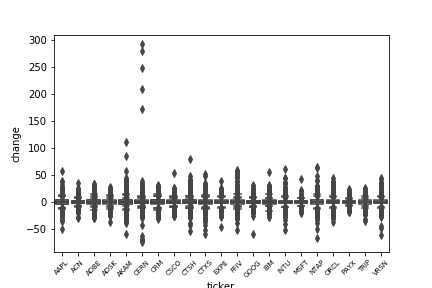 300
250
200
150
100
50
0
−50
change
AAPL
ACN
ADBE
ADSK
AKAM
CERN
CRM
CSCO
CTSH
CTXS
EXPE
FFIV
GOOG
IBM
INTU
MSFT
NTAP
ORCL
PAYX
TRIP
VRSN
ticker